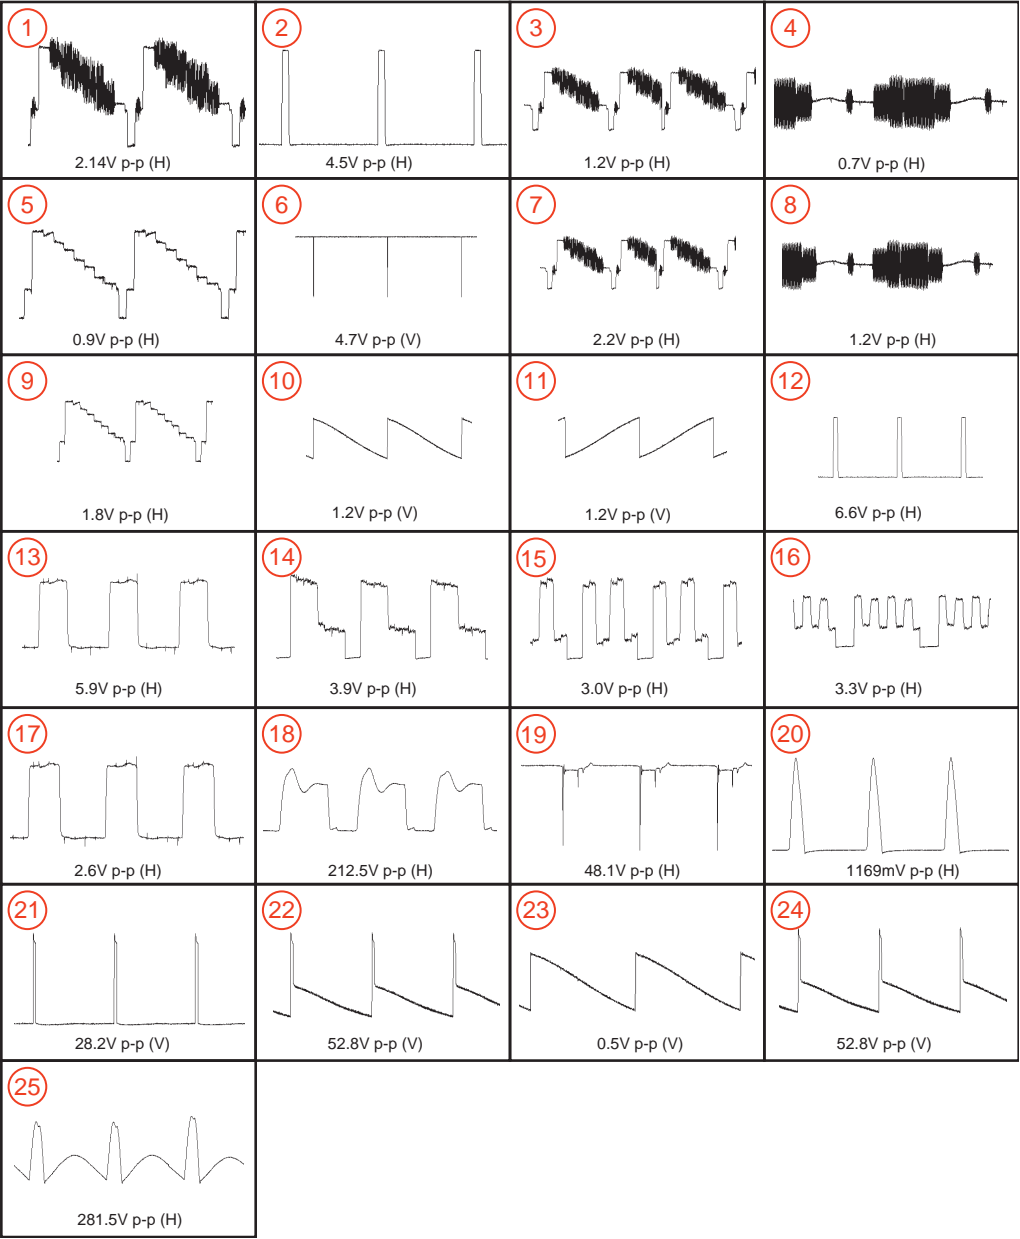 1
2.14V p-p (H)
2
4.5V p-p (H)
3
1.2V p-p (H)
4
0.7V p-p (H)
5
0.9V p-p (H)
6
4.7V p-p (V)
7
2.2V p-p (H)
8
1.2V p-p (H)
9
1.8V p-p (H)
10
1.2V p-p (V)
11
1.2V p-p (V)
12
6.6V p-p (H)
13
5.9V p-p (H)
14
3.9V p-p (H)
15
3.0V p-p (H)
16
3.3V p-p (H)
17
2.6V p-p (H)
18
212.5V p-p (H)
19
48.1V p-p (H)
20
1169mV p-p (H)
21
28.2V p-p (V)
22
52.8V p-p (V)
23
0.5V p-p (V)
24
52.8V p-p (V)
25
281.5V p-p (H)